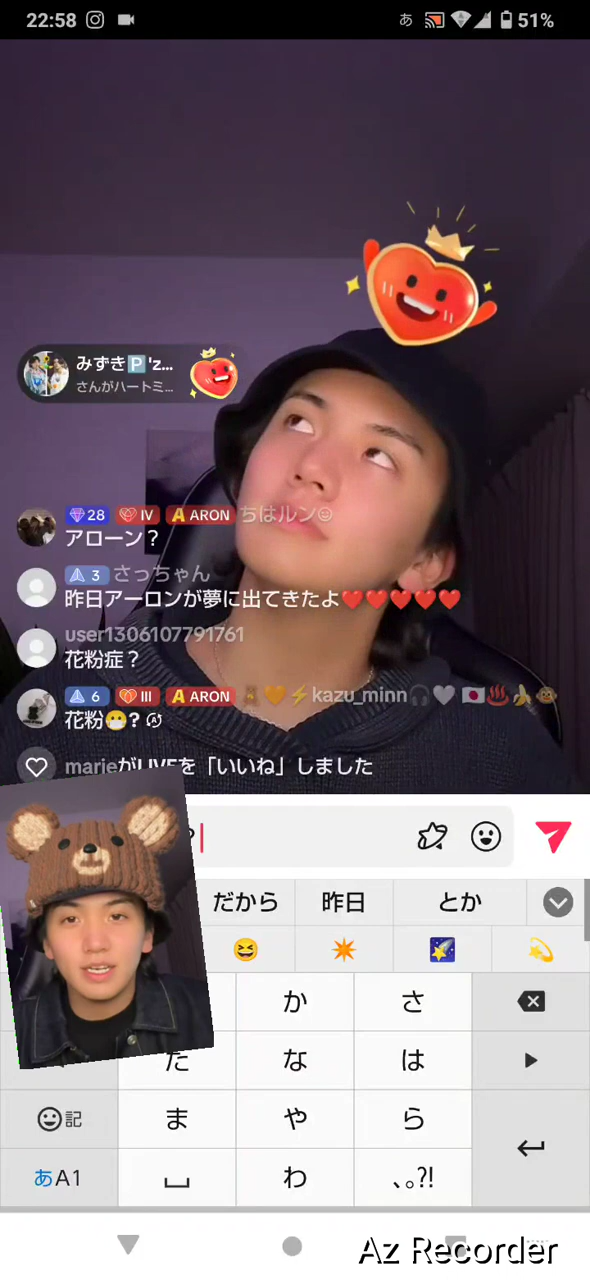 22:58
あ
51%
みずき🅿'z...
さんがハートミ...
28 IV ARON ちはルン☺
アローン？
3 さっちゃん
昨日アーロンが夢に出てきたよ❤❤❤❤❤
user1306107791761
花粉症？
6 III ARON 🧸🧡⚡kazu_minn🎧🩶🇯🇵♨🍌🐵
花粉😷?
marieがLIVEを「いいね」しました
?
だから 昨日 とか
か さ
た な は
記 ま や ら
あA1 わ 、。?!
Az Recorder